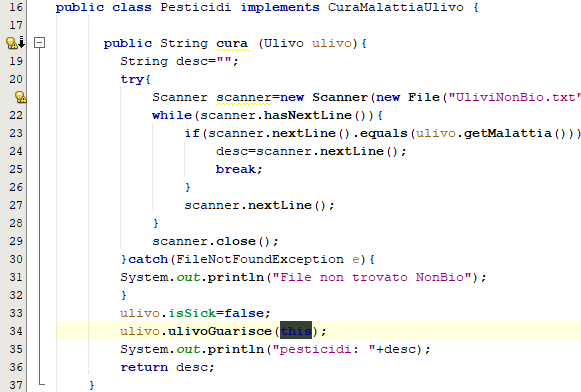 16 public class Pesticidi implements CuraMalattiaUlivo {
17
public String cura (Ulivo ulivo){
19 String desc="";
20 try{
Scanner scanner=new Scanner(new File("UliviNonBio.txt"
22 while(scanner.hasNextLine()){
23 if(scanner.nextLine().equals(ulivo.getMalattia()))
24 desc=scanner.nextLine();
25 break;
26 }
27 scanner.nextLine();
28 }
29 scanner.close();
30 }catch(FileNotFoundException e){
31 System.out.println("File non trovato NonBio");
32 }
33 ulivo.isSick=false;
34 ulivo.ulivoGuarisce(this);
35 System.out.println("pesticidi: "+desc);
36 return desc;
37 }